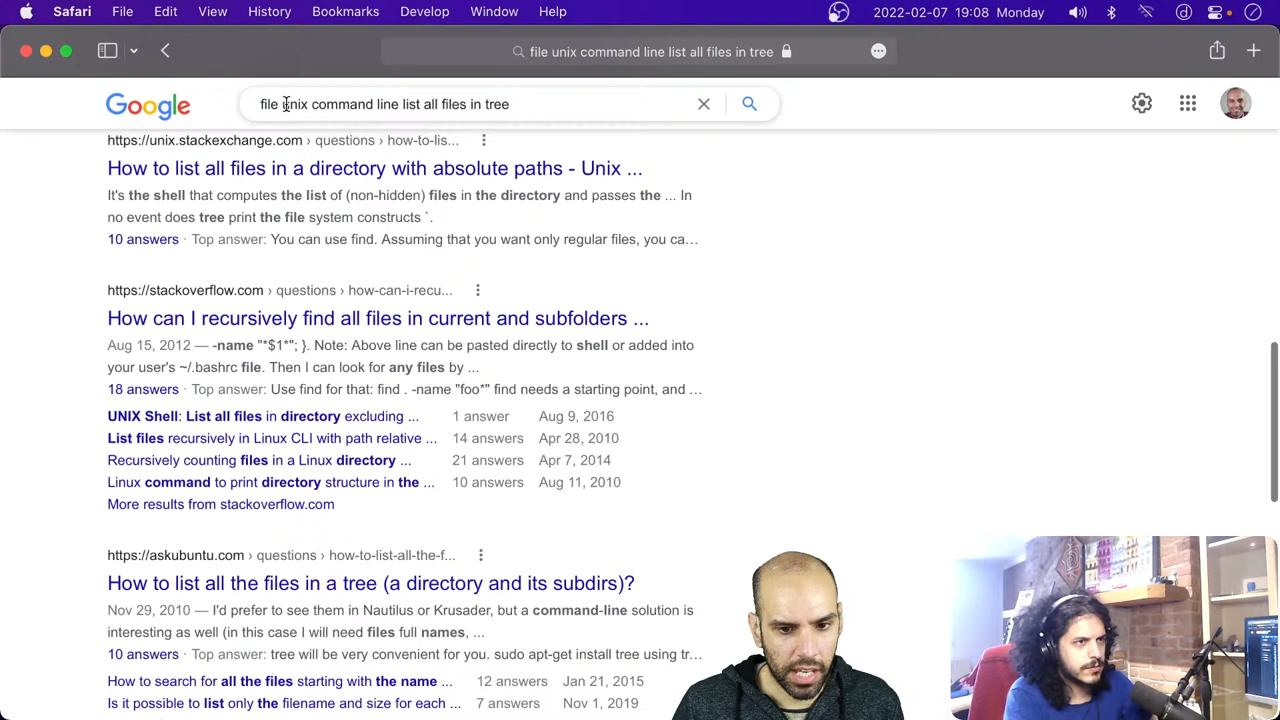 Safari File Edit View History Bookmarks Develop Window Help 2022-02-07 19:08 Monday
file unix command line list all files in tree
Google file unix command line list all files in tree
https://unix.stackexchange.com › questions › how-to-lis...
How to list all files in a directory with absolute paths - Unix ...
It's the shell that computes the list of (non-hidden) files in the directory and passes the ... In
no event does tree print the file system constructs `.
10 answers · Top answer: You can use find. Assuming that you want only regular files, you ca…
https://stackoverflow.com › questions › how-can-i-recu...
How can I recursively find all files in current and subfolders ...
Aug 15, 2012 — -name "*$1*"; }. Note: Above line can be pasted directly to shell or added into
your user's ~/.bashrc file. Then I can look for any files by ...
18 answers · Top answer: Use find for that: find . -name "foo*" find needs a starting point, and …
UNIX Shell: List all files in directory excluding ... 1 answer Aug 9, 2016
List files recursively in Linux CLI with path relative ... 14 answers Apr 28, 2010
Recursively counting files in a Linux directory ... 21 answers Apr 7, 2014
Linux command to print directory structure in the ... 10 answers Aug 11, 2010
More results from stackoverflow.com
https://askubuntu.com › questions › how-to-list-all-the-f...
How to list all the files in a tree (a directory and its subdirs)?
Nov 29, 2010 — I'd prefer to see them in Nautilus or Krusader, but a command-line solution is
interesting as well (in this case I will need files full names, ...
10 answers · Top answer: tree will be very convenient for you. sudo apt-get install tree using tr…
How to search for all the files starting with the name ... 12 answers Jan 21, 2015
Is it possible to list only the filename and size for each ... 7 answers Nov 1, 2019